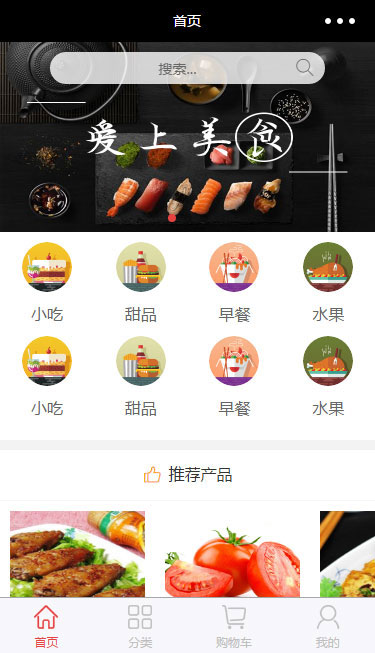 首页
搜索...
爱上美食
小吃 甜品 早餐 水果
小吃 甜品 早餐 水果
推荐产品
首页 分类 购物车 我的